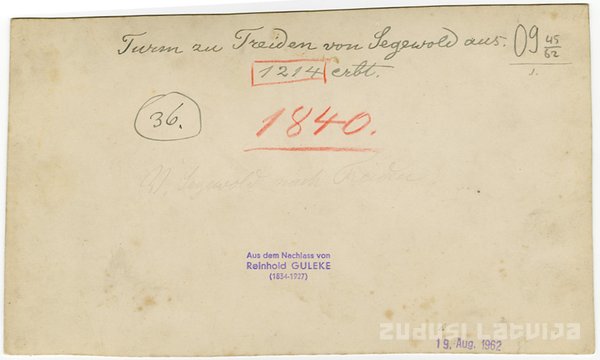 Turm zu Treiden von Segewold aus.
1214 erbt.
09 45/62
1.
36.
1840.
V. Segewold nach
Aus dem Nachlass von
Reinhold GULEKE
(1834-1927)
19. Aug. 1962
ZUDUSI LATVIJA